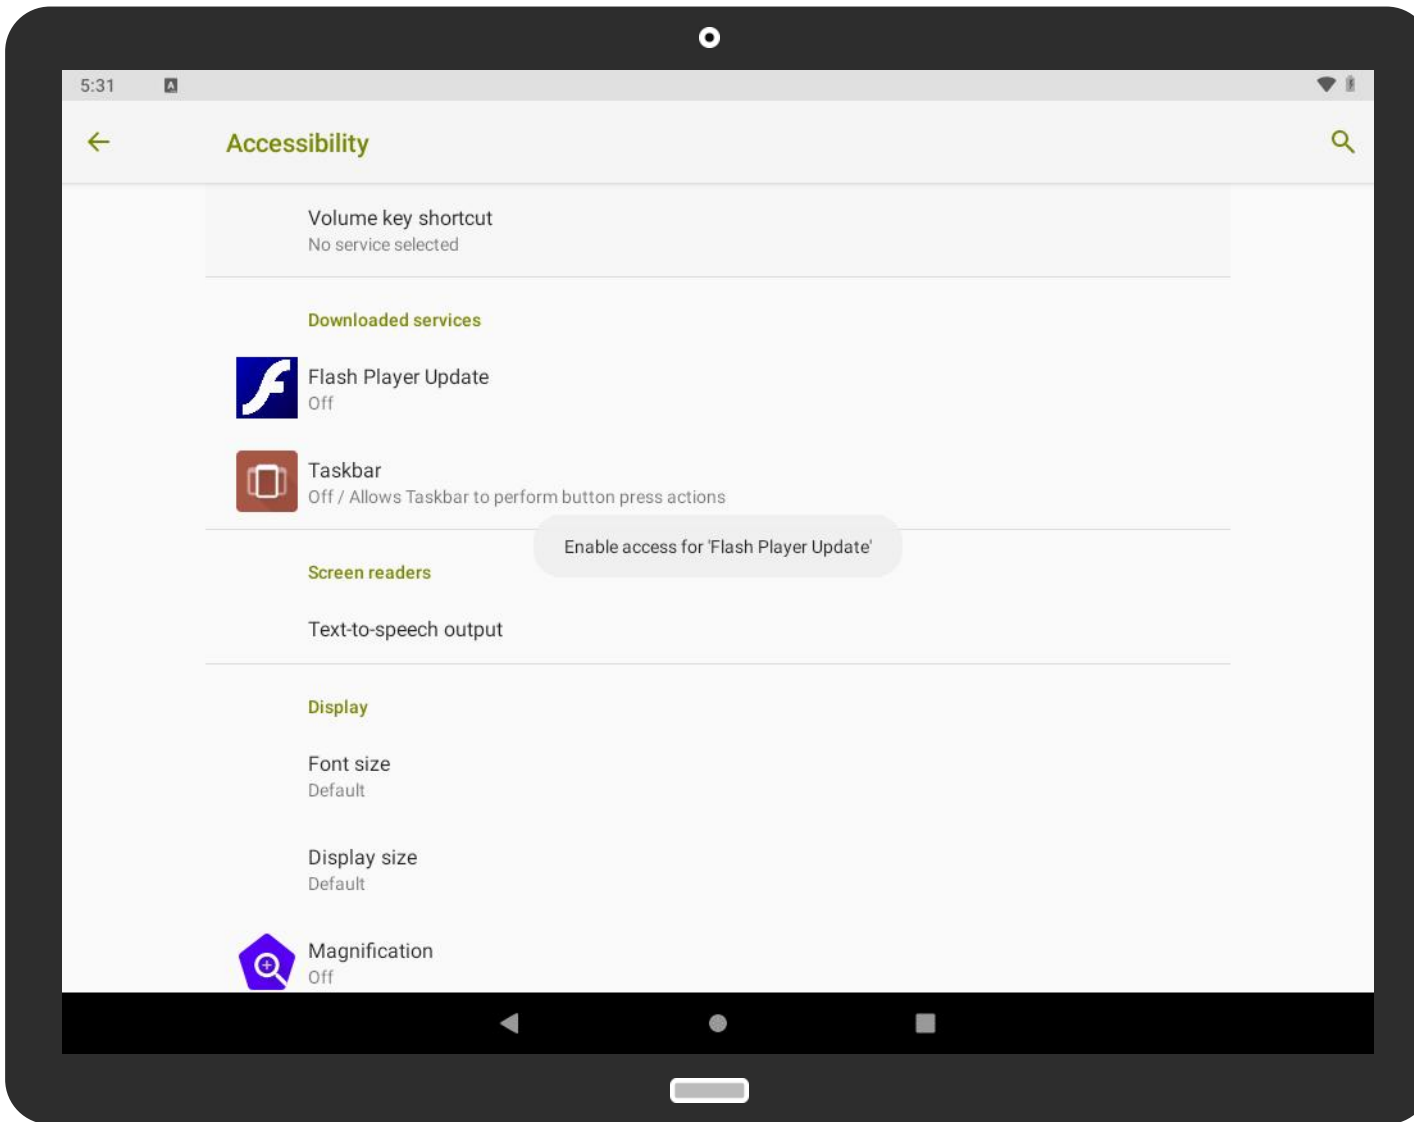 5:31
Accessibility
Volume key shortcut
No service selected
Downloaded services
Flash Player Update
Off
Taskbar
Off / Allows Taskbar to perform button press actions
Enable access for 'Flash Player Update'
Screen readers
Text-to-speech output
Display
Font size
Default
Display size
Default
Magnification
Off